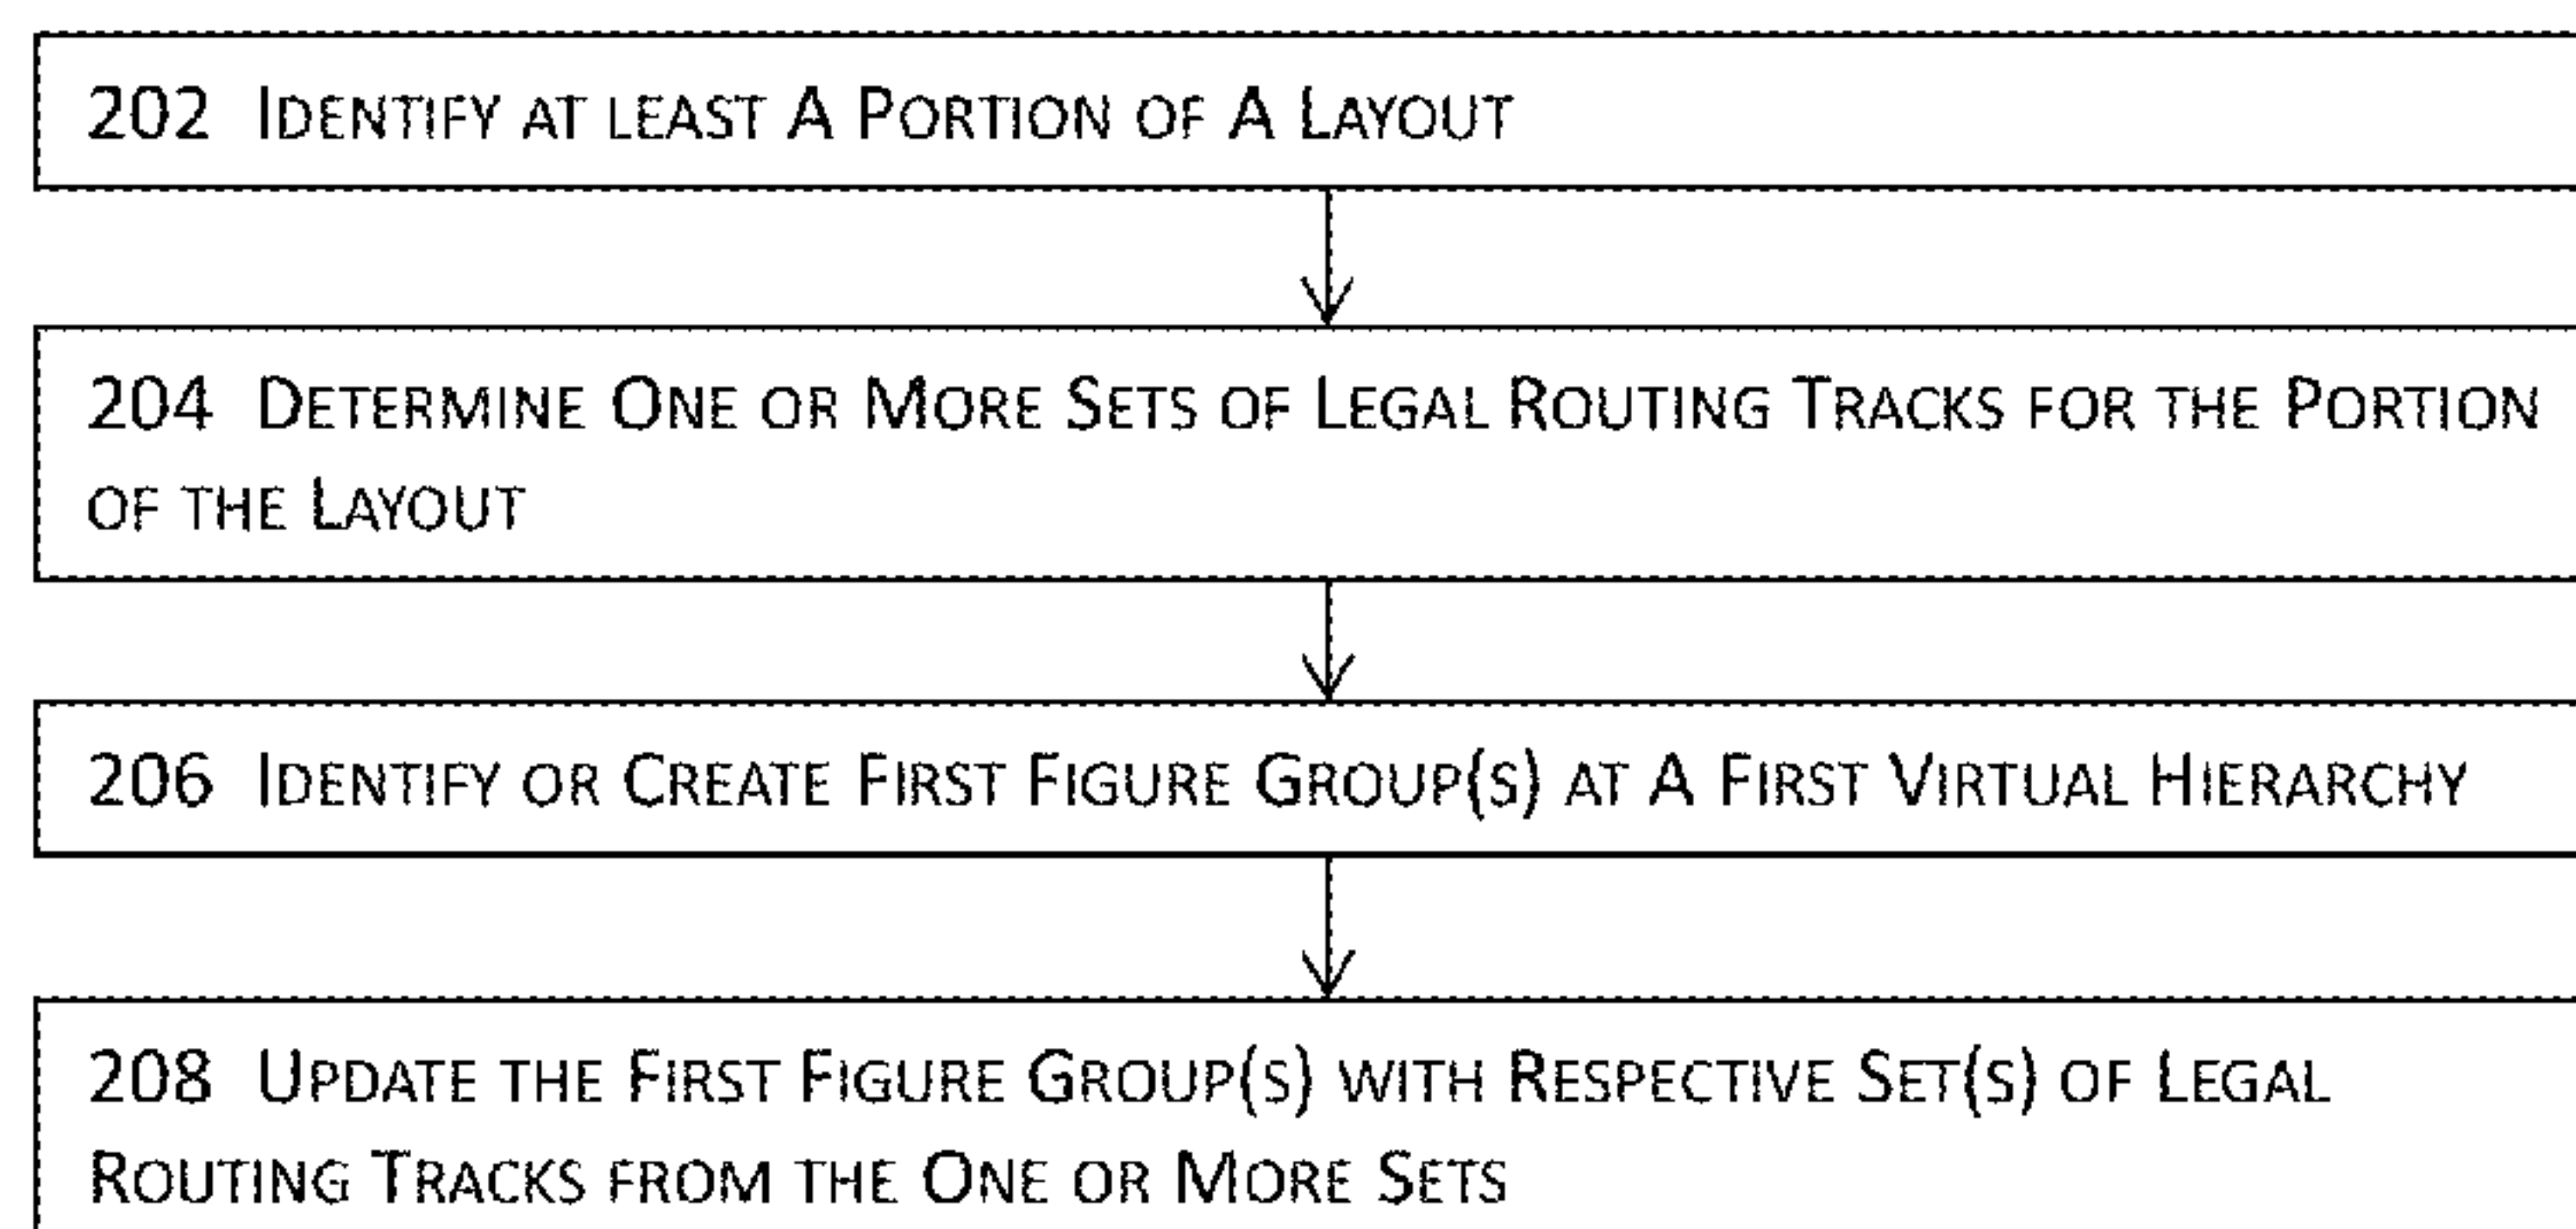 202 Identify at least A Portion of A Layout
204 Determine One or More Sets of Legal Routing Tracks for the Portion
of the Layout
206 Identify or Create First Figure Group(s) at A First Virtual Hierarchy
208 Update the First Figure Group(s) with Respective Set(s) of Legal
Routing Tracks from the One or More Sets